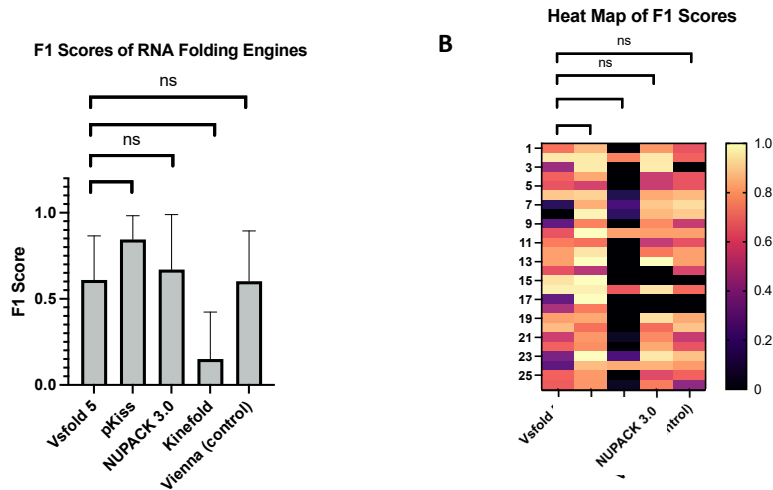 F1 Scores of RNA Folding Engines
ns
ns
F1 Score
1.0
0.5
0.0
Vsfold 5
pKiss
NUPACK 3.0
Kinefold
Vienna (control)
B
Heat Map of F1 Scores
ns
ns
1
3
5
7
9
11
13
15
17
19
21
23
25
1.0
0.8
0.6
0.4
0.2
0
Vsfold
NUPACK 3.0
ntrol)